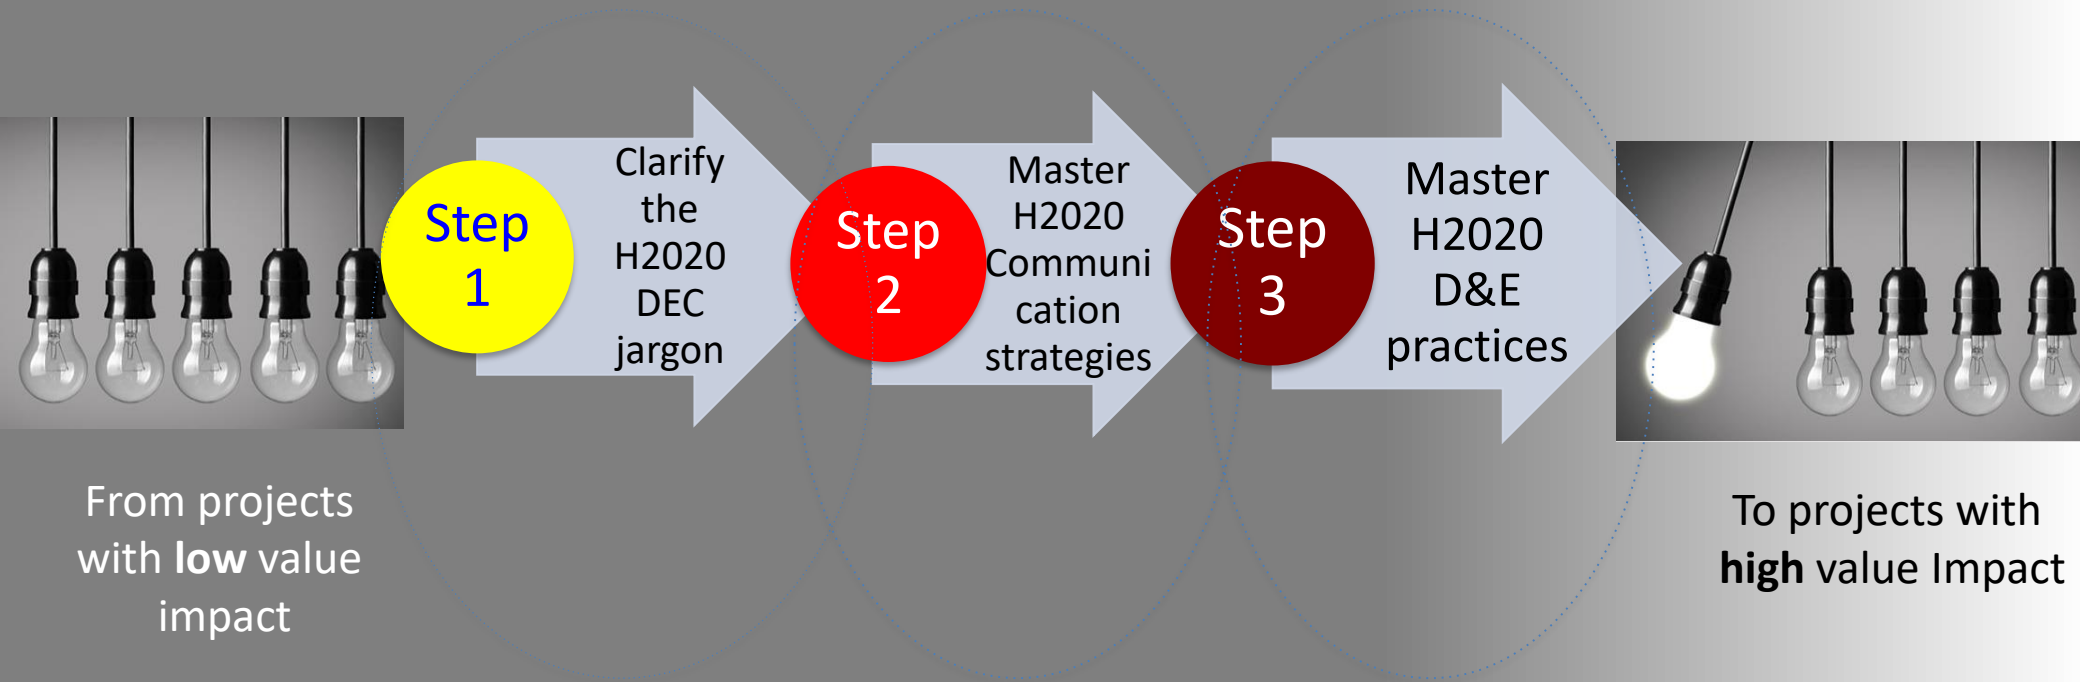 From projects
with low value
impact
Step
1
Clarify
the
H2020
DEC
jargon
Step
2
Master
H2020
Communi
cation
strategies
Step
3
Master
H2020
D&E
practices
To projects with
high value Impact